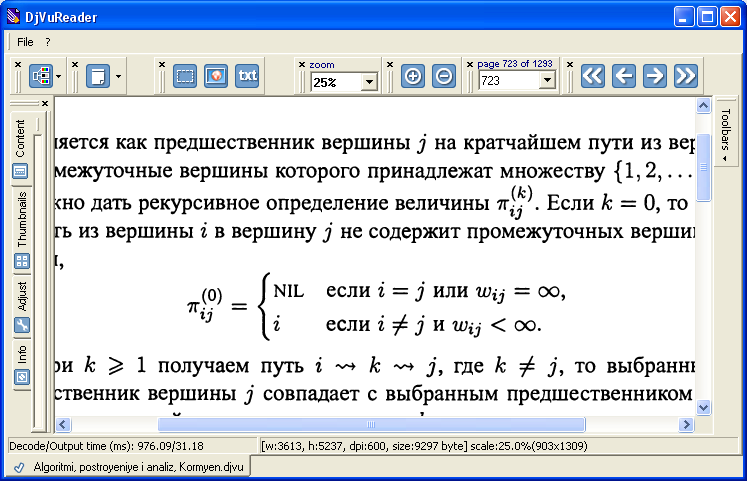 DjVuReader
File ?
zoom
page 723 of 1293
txt
25%
723
Content
Thumbnails
Adjust
Info
Toolbars
яется как предшественник вершины j на кратчайшем пути из вер
межуточные вершины которого принадлежат множеству {1, 2, ...
но дать рекурсивное определение величины π_{ij}^{(k)}. Если k = 0, то
ть из вершины i в вершину j не содержит промежуточных верши
π_{ij}^{(0)} = { NIL если i = j или w_{ij} = ∞,
i если i ≠ j и w_{ij} < ∞.
ри k ⩾ 1 получаем путь i ⇝ k ⇝ j, где k ≠ j, то выбранн
ственник вершины j совпадает с выбранным предшественником
Decode/Output time (ms): 976.09/31.18
[w:3613, h:5237, dpi:600, size:9297 byte] scale:25.0%(903x1309)
Algoritmi, postroyeniye i analiz, Kormyen.djvu